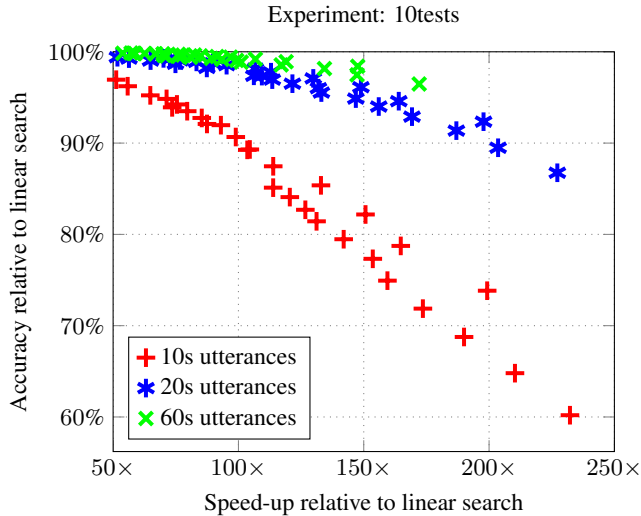 Experiment: 10tests
100%
90%
80%
70%
60%
Accuracy relative to linear search
10s utterances
20s utterances
60s utterances
50×
100×
150×
200×
250×
Speed-up relative to linear search